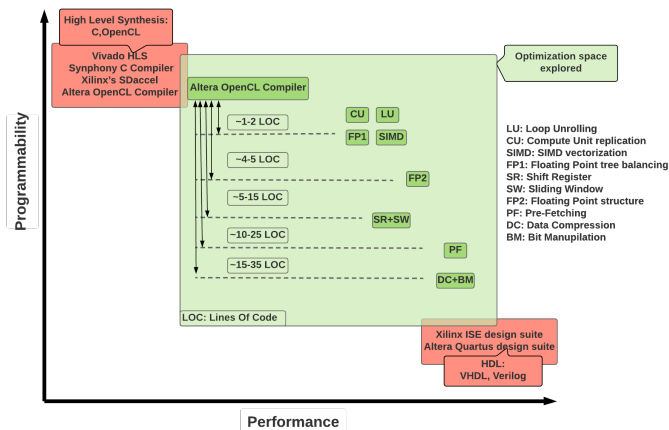 High Level Synthesis:
C,OpenCL
Vivado HLS
Synphony C Compiler
Xilinx's SDaccel
Altera OpenCL Compiler
Altera OpenCL Compiler
Optimization space
explored
~1-2 LOC
CU
LU
FP1
SIMD
~4-5 LOC
FP2
~5-15 LOC
SR+SW
~10-25 LOC
PF
~15-35 LOC
DC+BM
LOC: Lines Of Code
LU: Loop Unrolling
CU: Compute Unit replication
SIMD: SIMD vectorization
FP1: Floating Point tree balancing
SR: Shift Register
SW: Sliding Window
FP2: Floating Point structure
PF: Pre-Fetching
DC: Data Compression
BM: Bit Manupilation
Xilinx ISE design suite
Altera Quartus design suite
HDL:
VHDL, Verilog
Programmability
Performance